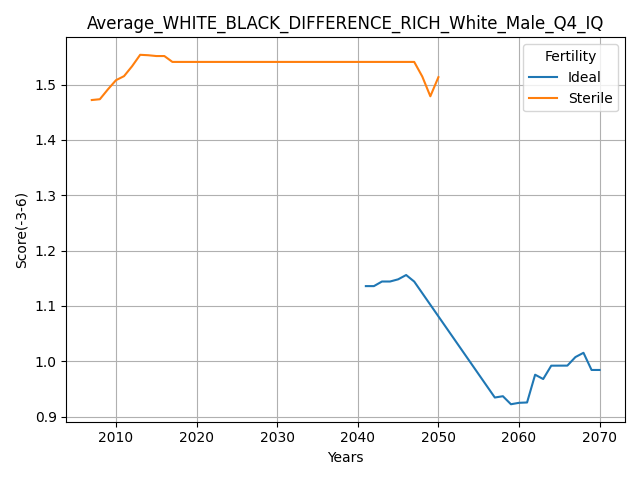 Average_WHITE_BLACK_DIFFERENCE_RICH_White_Male_Q4_IQ
Score(-3-6)
1.5
1.4
1.3
1.2
1.1
1.0
0.9
Fertility
Ideal
Sterile
2010 2020 2030 2040 2050 2060 2070
Years